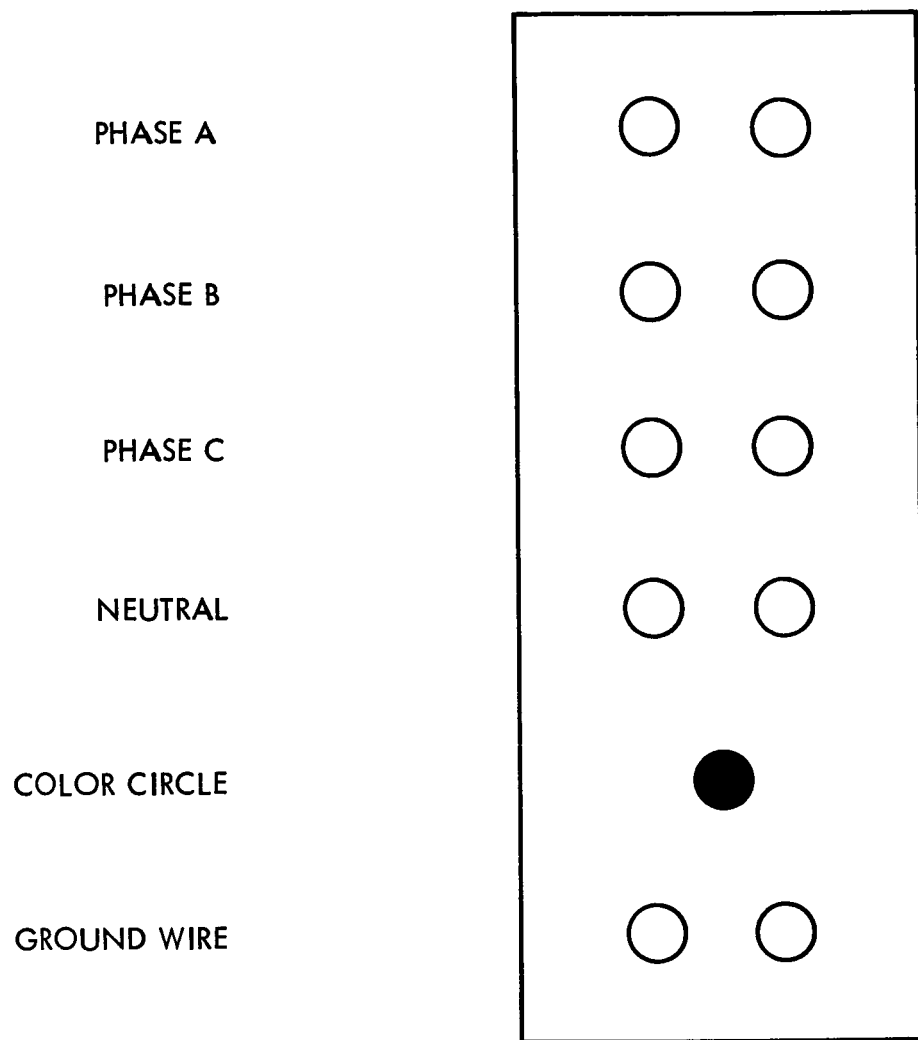 PHASE A
PHASE B
PHASE C
NEUTRAL
COLOR CIRCLE
GROUND WIRE